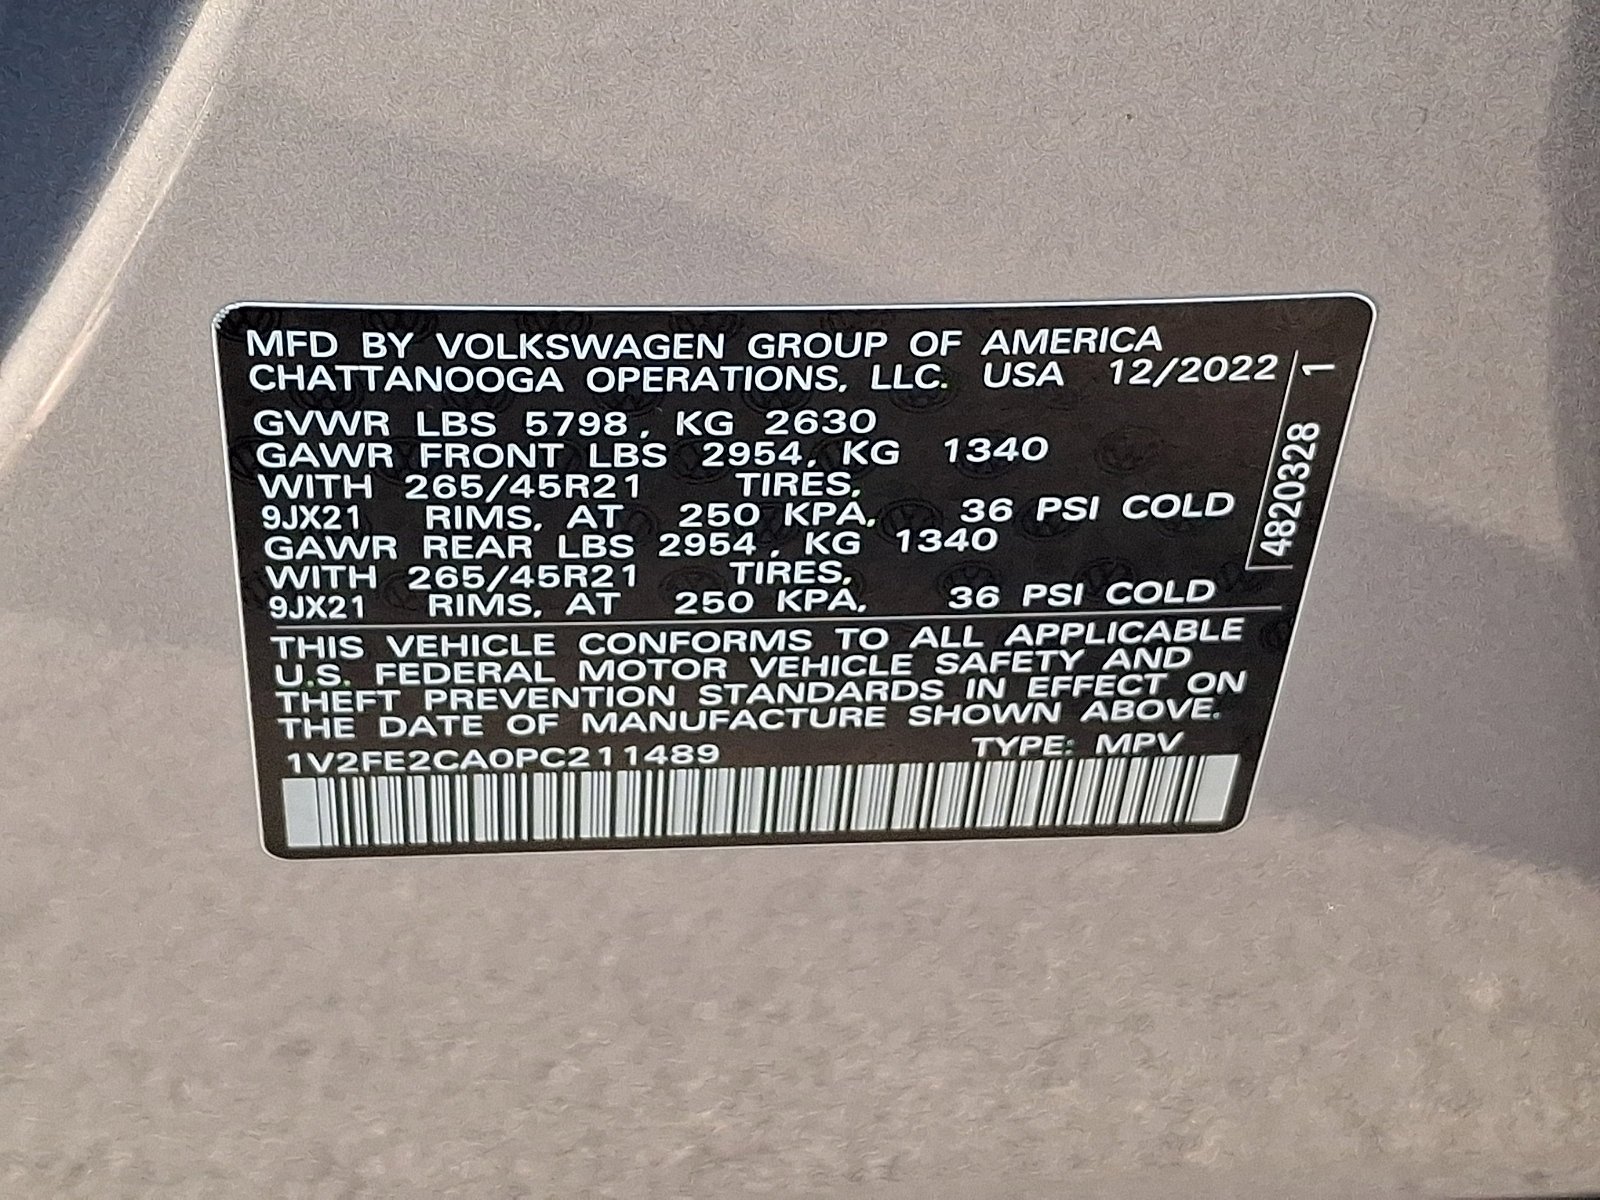 MFD BY VOLKSWAGEN GROUP OF AMERICA
CHATTANOOGA OPERATIONS, LLC. USA 12/2022
GVWR LBS 5798, KG 2630
GAWR FRONT LBS 2954, KG 1340
WITH 265/45R21 TIRES,
9JX21 RIMS, AT 250 KPA, 36 PSI COLD
GAWR REAR LBS 2954, KG 1340
WITH 265/45R21 TIRES,
9JX21 RIMS, AT 250 KPA, 36 PSI COLD
THIS VEHICLE CONFORMS TO ALL APPLICABLE
U.S. FEDERAL MOTOR VEHICLE SAFETY AND
THEFT PREVENTION STANDARDS IN EFFECT ON
THE DATE OF MANUFACTURE SHOWN ABOVE.
1V2FE2CA0PC211489 TYPE: MPV
4820328 1